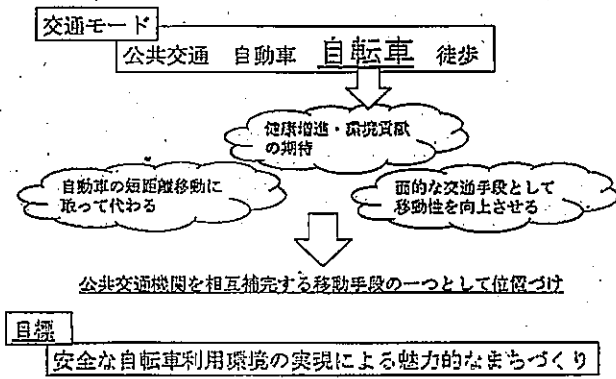 交通モード
公共交通 自動車 自転車 徒歩
健康増進・環境貢献
の期待
自動車の短距離移動に
取って代わる
面的な交通手段として
移動性を向上させる
公共交通機関を相互補完する移動手段の一つとして位置づけ
目標
安全な自転車利用環境の実現による魅力的なまちづくり